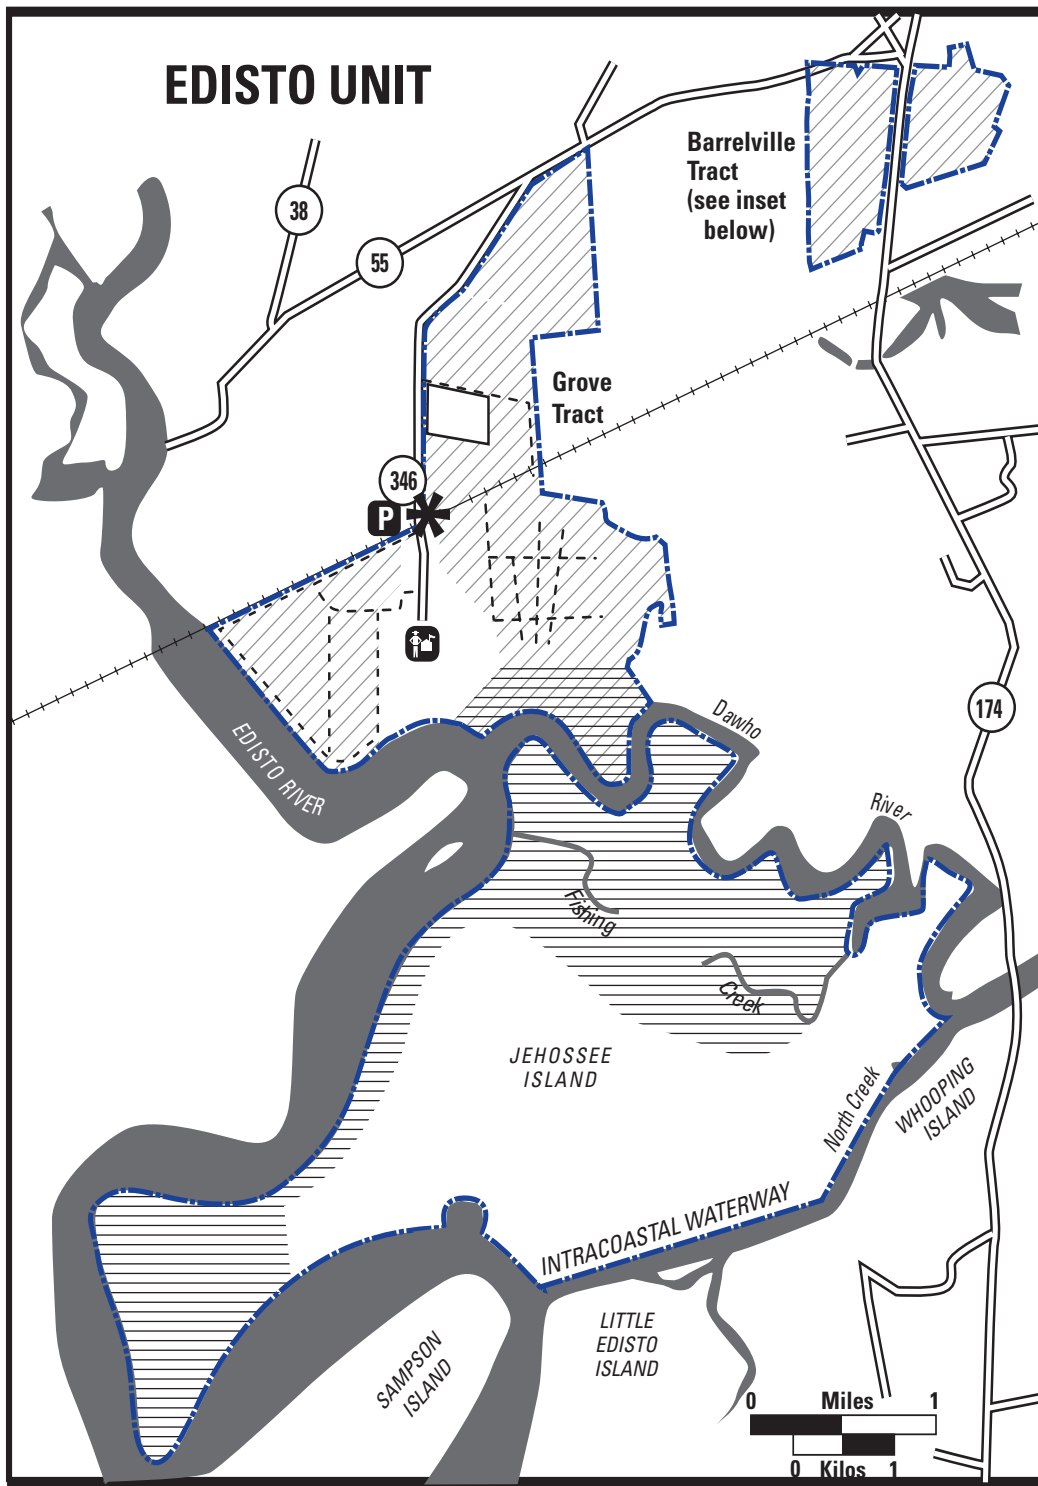 EDISTO UNIT
Barrelville
Tract
(see inset
below)
38
55
Grove
Tract
346
P
EDISTO RIVER
Dawho
174
River
Fishing
Creek
JEHOSSEE
ISLAND
North Creek
WHOOPING
ISLAND
INTRACOASTAL WATERWAY
SAMPSON
ISLAND
LITTLE
EDISTO
ISLAND
0 Miles 1
0 Kilos 1